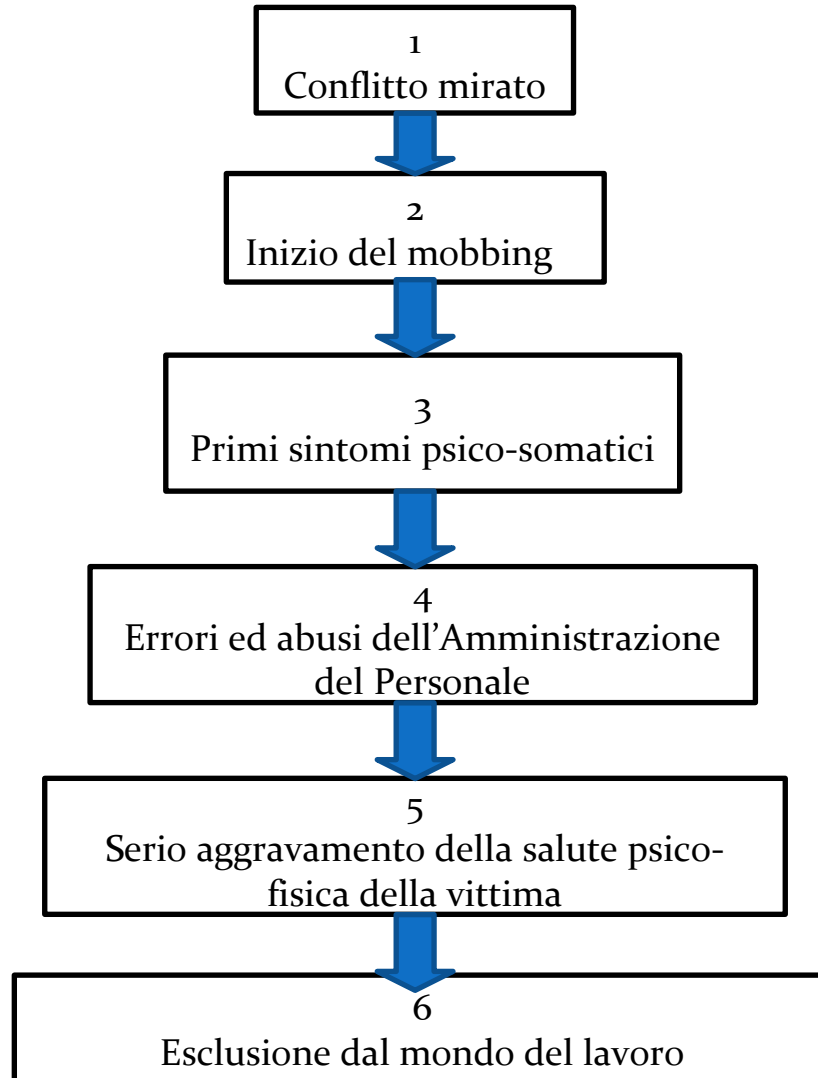 1
Conflitto mirato
2
Inizio del mobbing
3
Primi sintomi psico-somatici
4
Errori ed abusi dell’Amministrazione
del Personale
5
Serio aggravamento della salute psico-
fisica della vittima
6
Esclusione dal mondo del lavoro